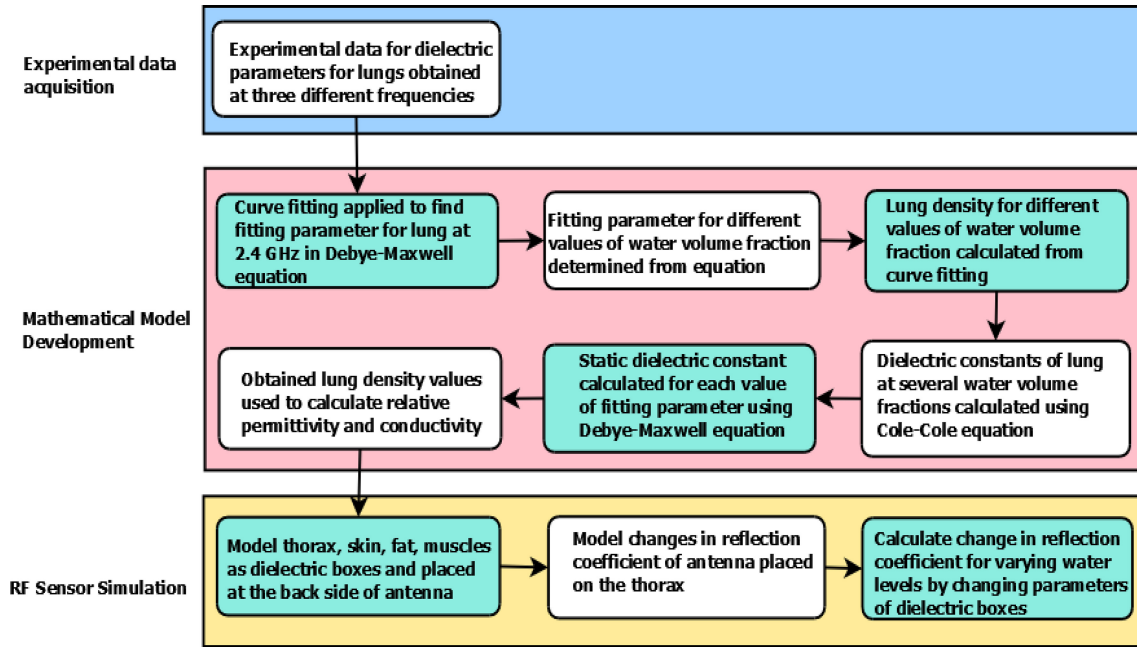 Experimental data
acquisition
Experimental data for dielectric
parameters for lungs obtained
at three different frequencies
Mathematical Model
Development
Curve fitting applied to find
fitting parameter for lung at
2.4 GHz in Debye-Maxwell
equation
Fitting parameter for different
values of water volume fraction
determined from equation
Lung density for different
values of water volume
fraction calculated from
curve fitting
Dielectric constants of lung
at several water volume
fractions calculated using
Cole-Cole equation
Static dielectric constant
calculated for each value
of fitting parameter using
Debye-Maxwell equation
Obtained lung density values
used to calculate relative
permittivity and conductivity
RF Sensor Simulation
Model thorax, skin, fat, muscles
as dielectric boxes and placed
at the back side of antenna
Model changes in reflection
coefficient of antenna placed
on the thorax
Calculate change in reflection
coefficient for varying water
levels by changing parameters
of dielectric boxes